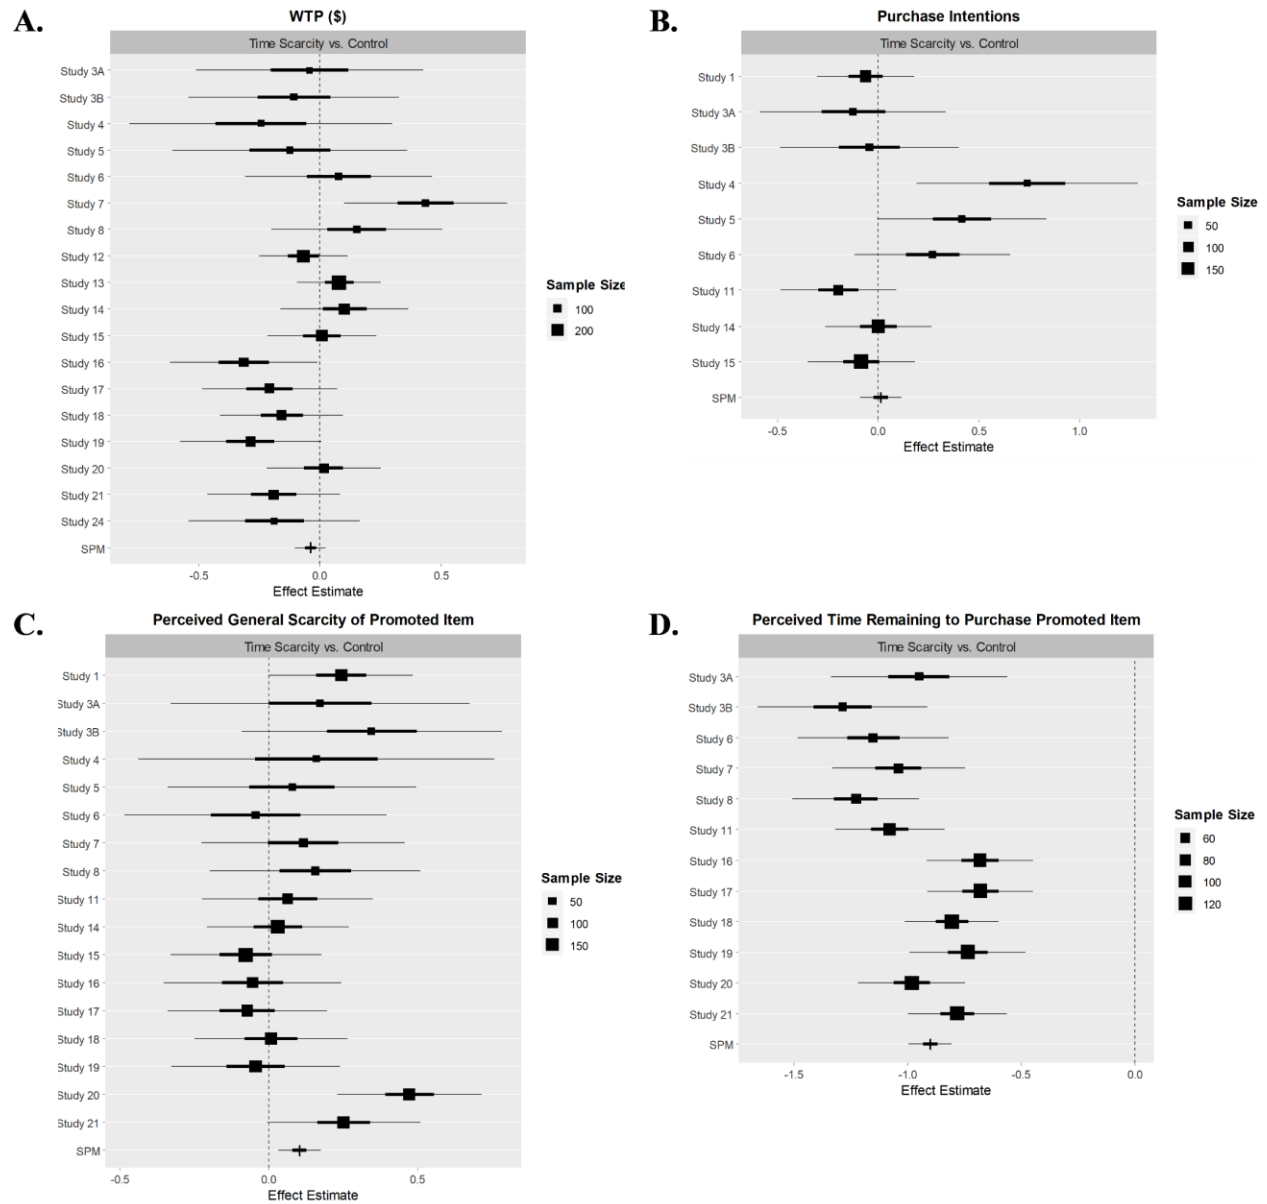 A.
WTP ($)
Time Scarcity vs. Control
Study 3A
Study 3B
Study 4
Study 5
Study 6
Study 7
Study 8
Study 12
Study 13
Study 14
Study 15
Study 16
Study 17
Study 18
Study 19
Study 20
Study 21
Study 24
SPM
-0.5 0.0 0.5
Effect Estimate
Sample Size
100
200
B.
Purchase Intentions
Time Scarcity vs. Control
Study 1
Study 3A
Study 3B
Study 4
Study 5
Study 6
Study 11
Study 14
Study 15
SPM
-0.5 0.0 0.5 1.0
Effect Estimate
Sample Size
50
100
150
C.
Perceived General Scarcity of Promoted Item
Time Scarcity vs. Control
Study 1
Study 3A
Study 3B
Study 4
Study 5
Study 6
Study 7
Study 8
Study 11
Study 14
Study 15
Study 16
Study 17
Study 18
Study 19
Study 20
Study 21
SPM
-0.5 0.0 0.5
Effect Estimate
Sample Size
50
100
150
D.
Perceived Time Remaining to Purchase Promoted Item
Time Scarcity vs. Control
Study 3A
Study 3B
Study 6
Study 7
Study 8
Study 11
Study 16
Study 17
Study 18
Study 19
Study 20
Study 21
SPM
-1.5 -1.0 -0.5 0.0
Effect Estimate
Sample Size
60
80
100
120